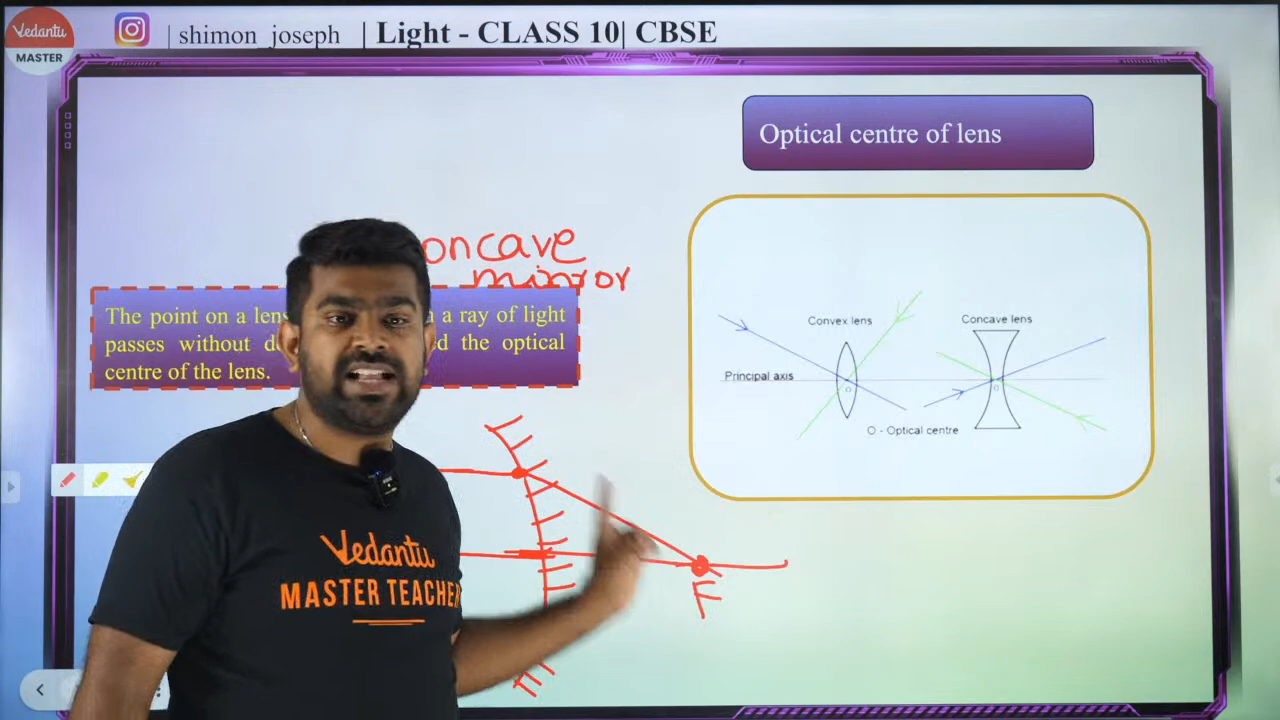 Vedantu
MASTER
| shimon_joseph | Light - CLASS 10| CBSE
Optical centre of lens
oncave
mirror
The point on a lens a ray of light
passes without d d the optical
centre of the lens.
Convex lens
Concave lens
Principal axis
O
O
O - Optical centre
F
Vedantu
MASTER TEACHE